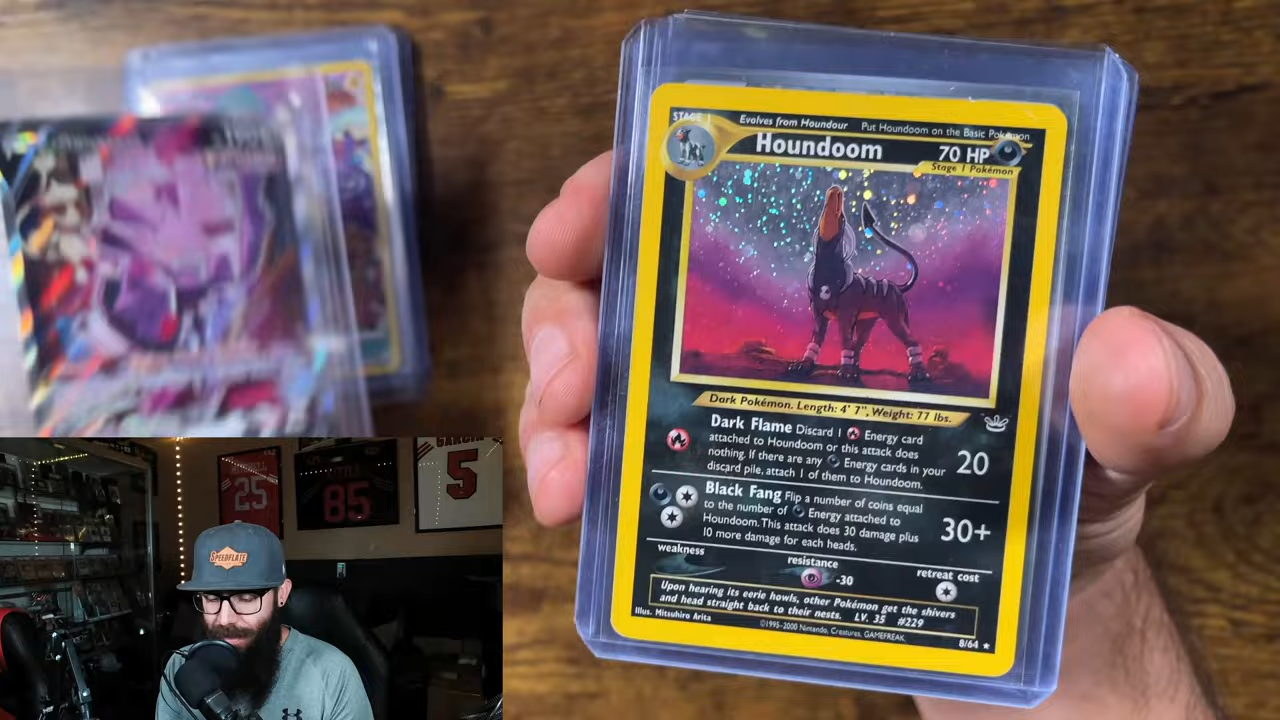 STAGE 1
Evolves from Houndour
Put Houndoom on the Basic Pokémon
Houndoom
70 HP
Stage 1 Pokémon
Dark Pokémon. Length: 4' 7", Weight: 77 lbs.
Dark Flame Discard 1 Energy card
attached to Houndoom or this attack does
nothing. If there are any Energy cards in your
discard pile, attach 1 of them to Houndoom.
20
Black Fang Flip a number of coins equal
to the number of Energy attached to
Houndoom. This attack does 30 damage plus
10 more damage for each heads.
30+
weakness
resistance
-30
retreat cost
Upon hearing its eerie howls, other Pokémon get the shivers
and head straight back to their nests. LV. 35 #229
Illus. Mitsuhiro Arita
©1995-2000 Nintendo, Creatures, GAMEFREAK.
8/64
25
85
GARCIA
5
SPEEDFLATE